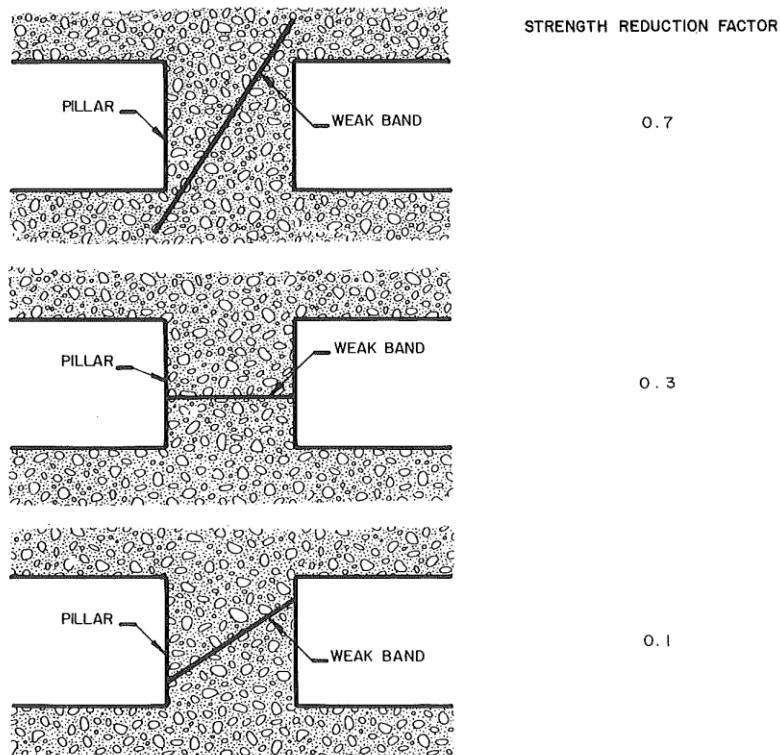 STRENGTH REDUCTION FACTOR
PILLAR
WEAK BAND
0.7
PILLAR
WEAK BAND
0.3
PILLAR
WEAK BAND
0.1